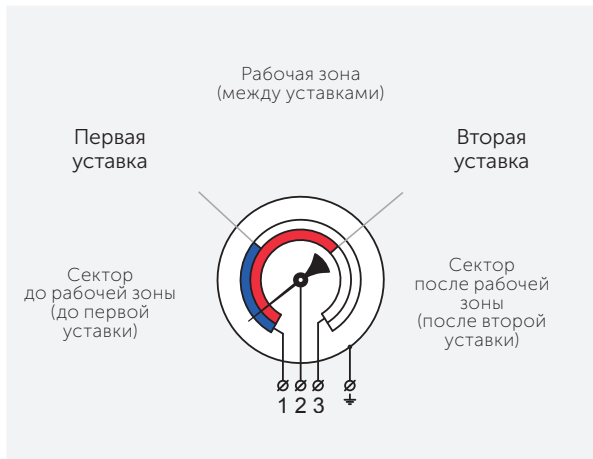 Рабочая зона
(между уставками)
Первая
уставка
Вторая
уставка
Сектор
до рабочей зоны
(до первой
уставки)
Сектор
после рабочей
зоны
(после второй
уставки)
1 2 3